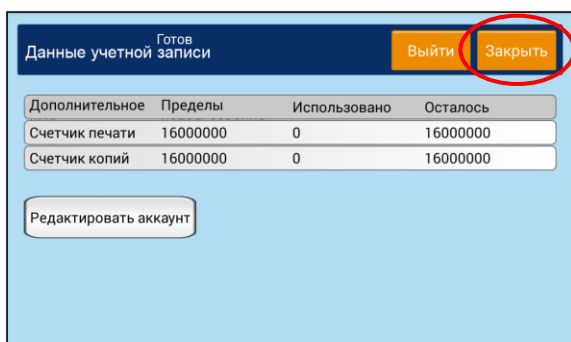 Готов
Данные учетной записи
Выйти
Закрыть
Дополнительное Пределы Использовано Осталось
Счетчик печати 16000000 0 16000000
Счетчик копий 16000000 0 16000000
Редактировать аккаунт